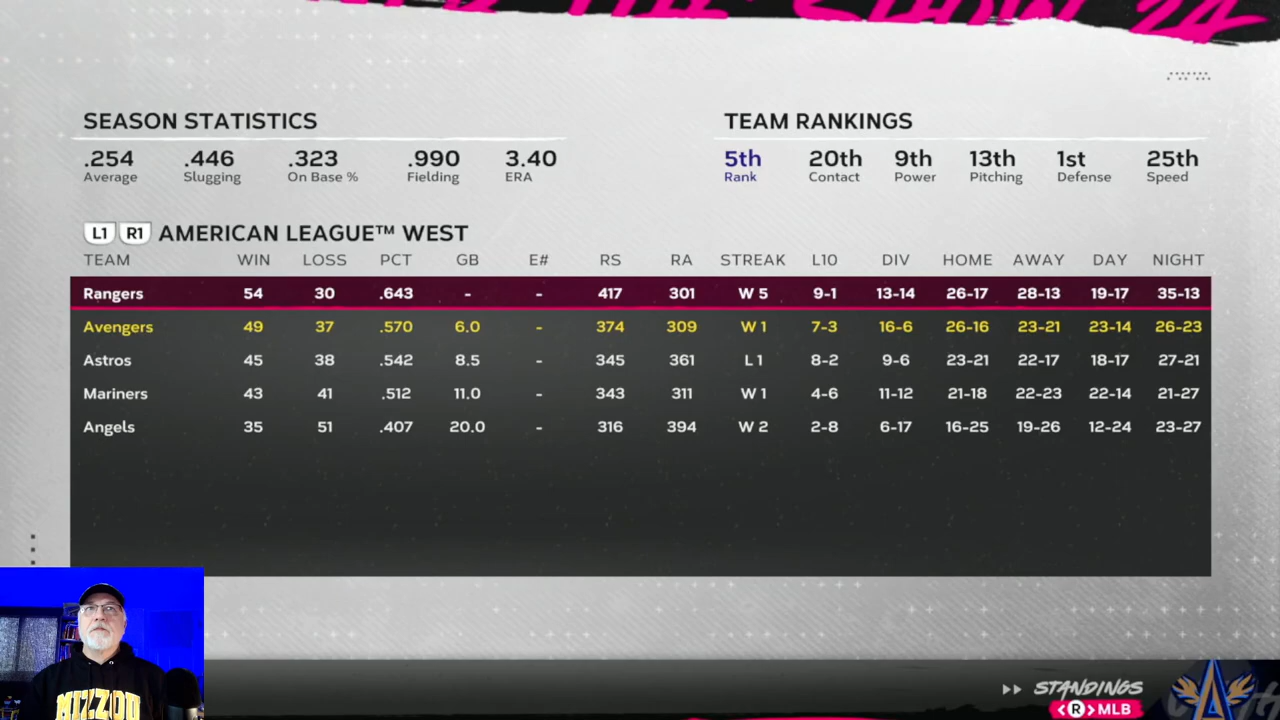 THE SHOW 24
SEASON STATISTICS
TEAM RANKINGS
.254 .446 .323 .990 3.40
Average Slugging On Base % Fielding ERA
5th 20th 9th 13th 1st 25th
Rank Contact Power Pitching Defense Speed
L1 R1 AMERICAN LEAGUE™ WEST
TEAM WIN LOSS PCT GB E# RS RA STREAK L10 DIV HOME AWAY DAY NIGHT
Rangers 54 30 .643 - - 417 301 W 5 9-1 13-14 26-17 28-13 19-17 35-13
Avengers 49 37 .570 6.0 - 374 309 W 1 7-3 16-6 26-16 23-21 23-14 26-23
Astros 45 38 .542 8.5 - 345 361 L 1 8-2 9-6 23-21 22-17 18-17 27-21
Mariners 43 41 .512 11.0 - 343 311 W 1 4-6 11-12 21-18 22-23 22-14 21-27
Angels 35 51 .407 20.0 - 316 394 W 2 2-8 6-17 16-25 19-26 12-24 23-27
MIZZOU
STANDINGS
R MLB